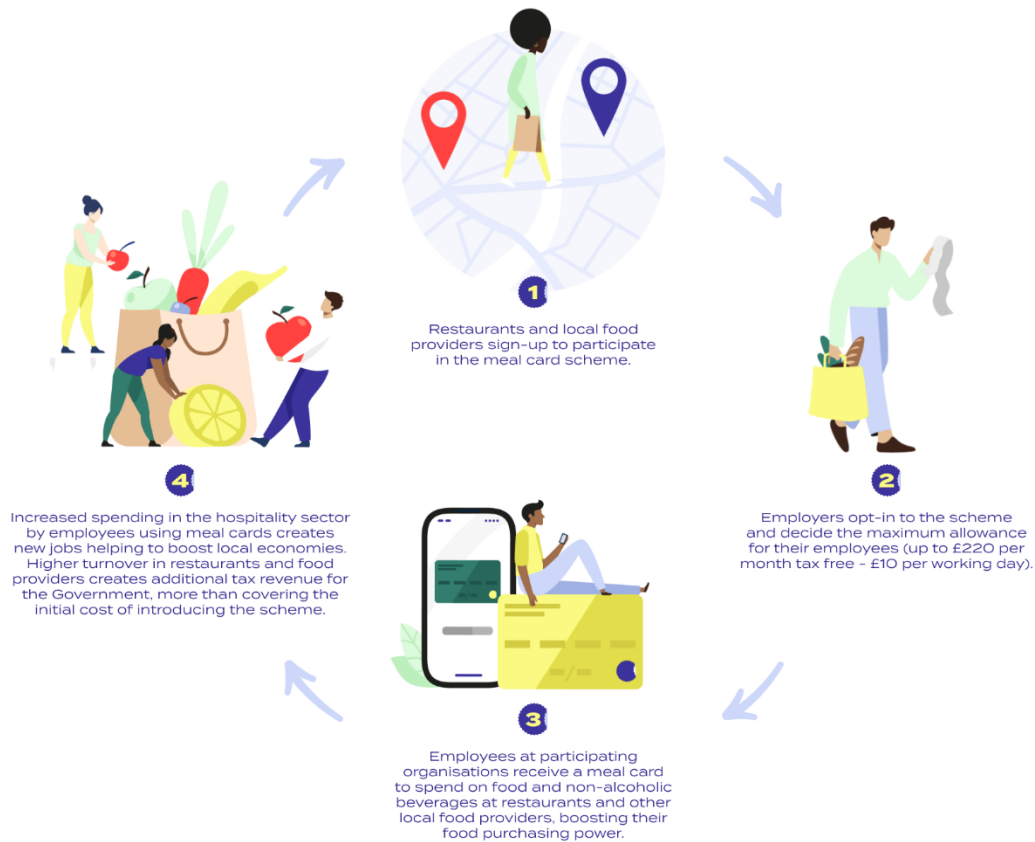 1
Restaurants and local food
providers sign-up to participate
in the meal card scheme.
2
Employers opt-in to the scheme
and decide the maximum allowance
for their employees (up to £220 per
month tax free - £10 per working day).
3
Employees at participating
organisations receive a meal card
to spend on food and non-alcoholic
beverages at restaurants and other
local food providers, boosting their
food purchasing power.
4
Increased spending in the hospitality sector
by employees using meal cards creates
new jobs helping to boost local economies.
Higher turnover in restaurants and food
providers creates additional tax revenue for
the Government, more than covering the
initial cost of introducing the scheme.